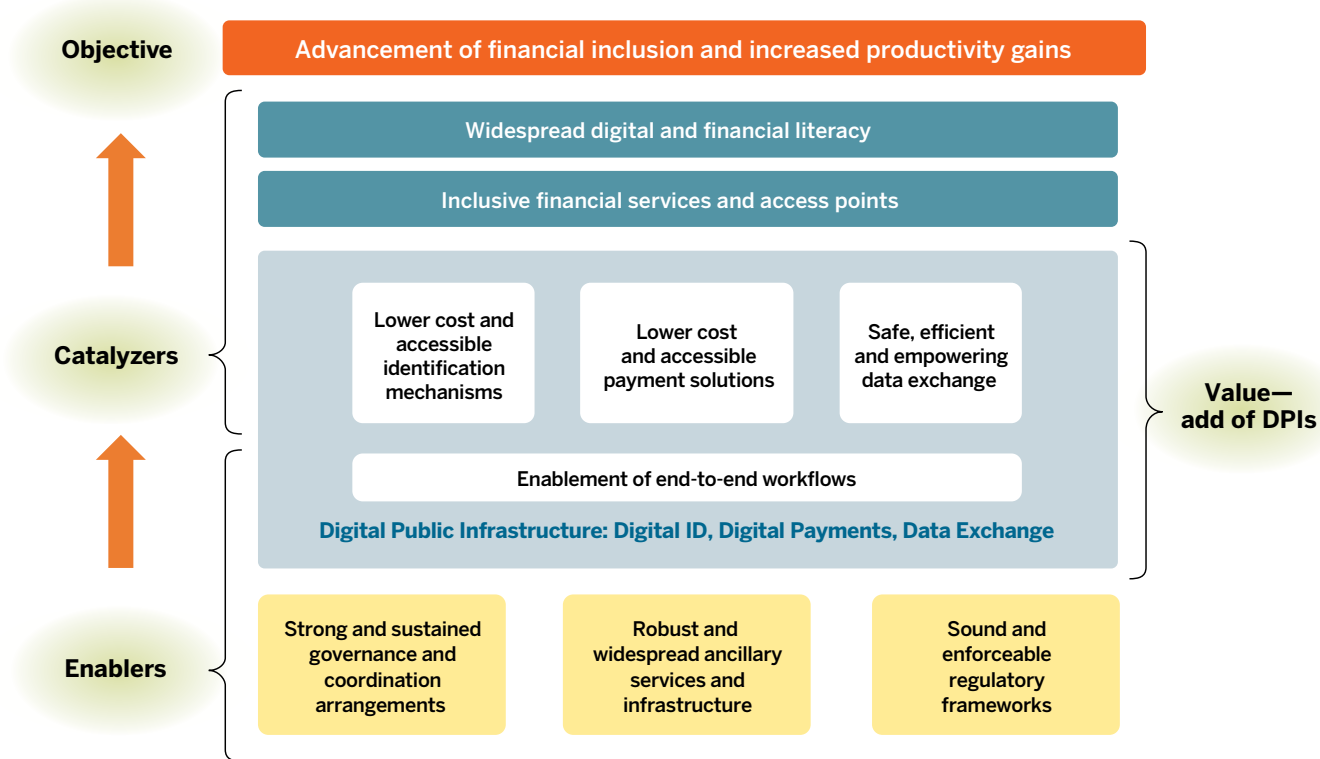 Objective
Advancement of financial inclusion and increased productivity gains
Widespread digital and financial literacy
Inclusive financial services and access points
Catalyzers
Lower cost and
accessible
identification
mechanisms
Lower cost
and accessible
payment solutions
Safe, efficient
and empowering
data exchange
Value—
add of DPIs
Enablement of end-to-end workflows
Digital Public Infrastructure: Digital ID, Digital Payments, Data Exchange
Enablers
Strong and sustained
governance and
coordination
arrangements
Robust and
widespread ancillary
services and
infrastructure
Sound and
enforceable
regulatory
frameworks